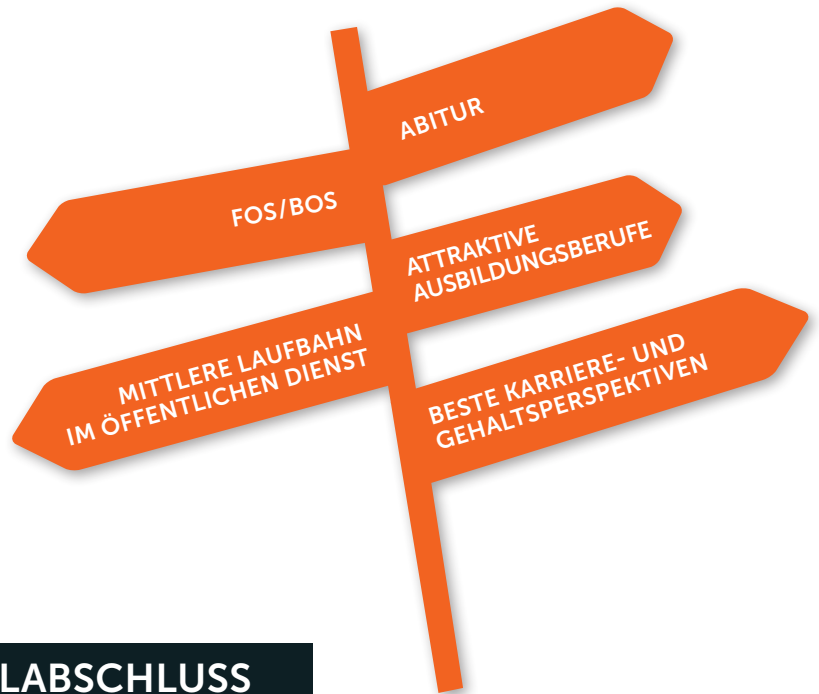 ABITUR
FOS/BOS
ATTRAKTIVE
AUSBILDUNGSBERUFE
MITTLERE LAUFBAHN
IM ÖFFENTLICHEN DIENST
BESTE KARRIERE- UND
GEHALTSPERSPEKTIVEN
LABSCHLUSS